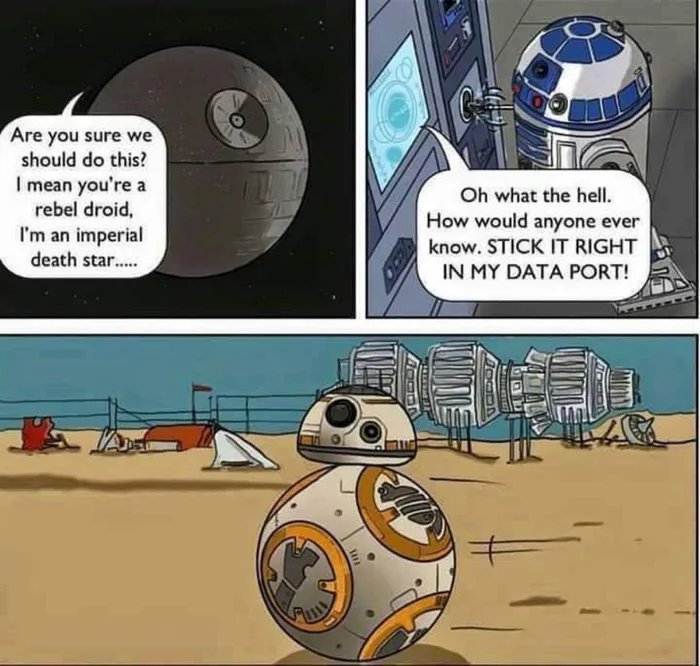 Are you sure we
should do this?
I mean you're a
rebel droid,
I'm an imperial
death star.....
Oh what the hell.
How would anyone ever
know. STICK IT RIGHT
IN MY DATA PORT!